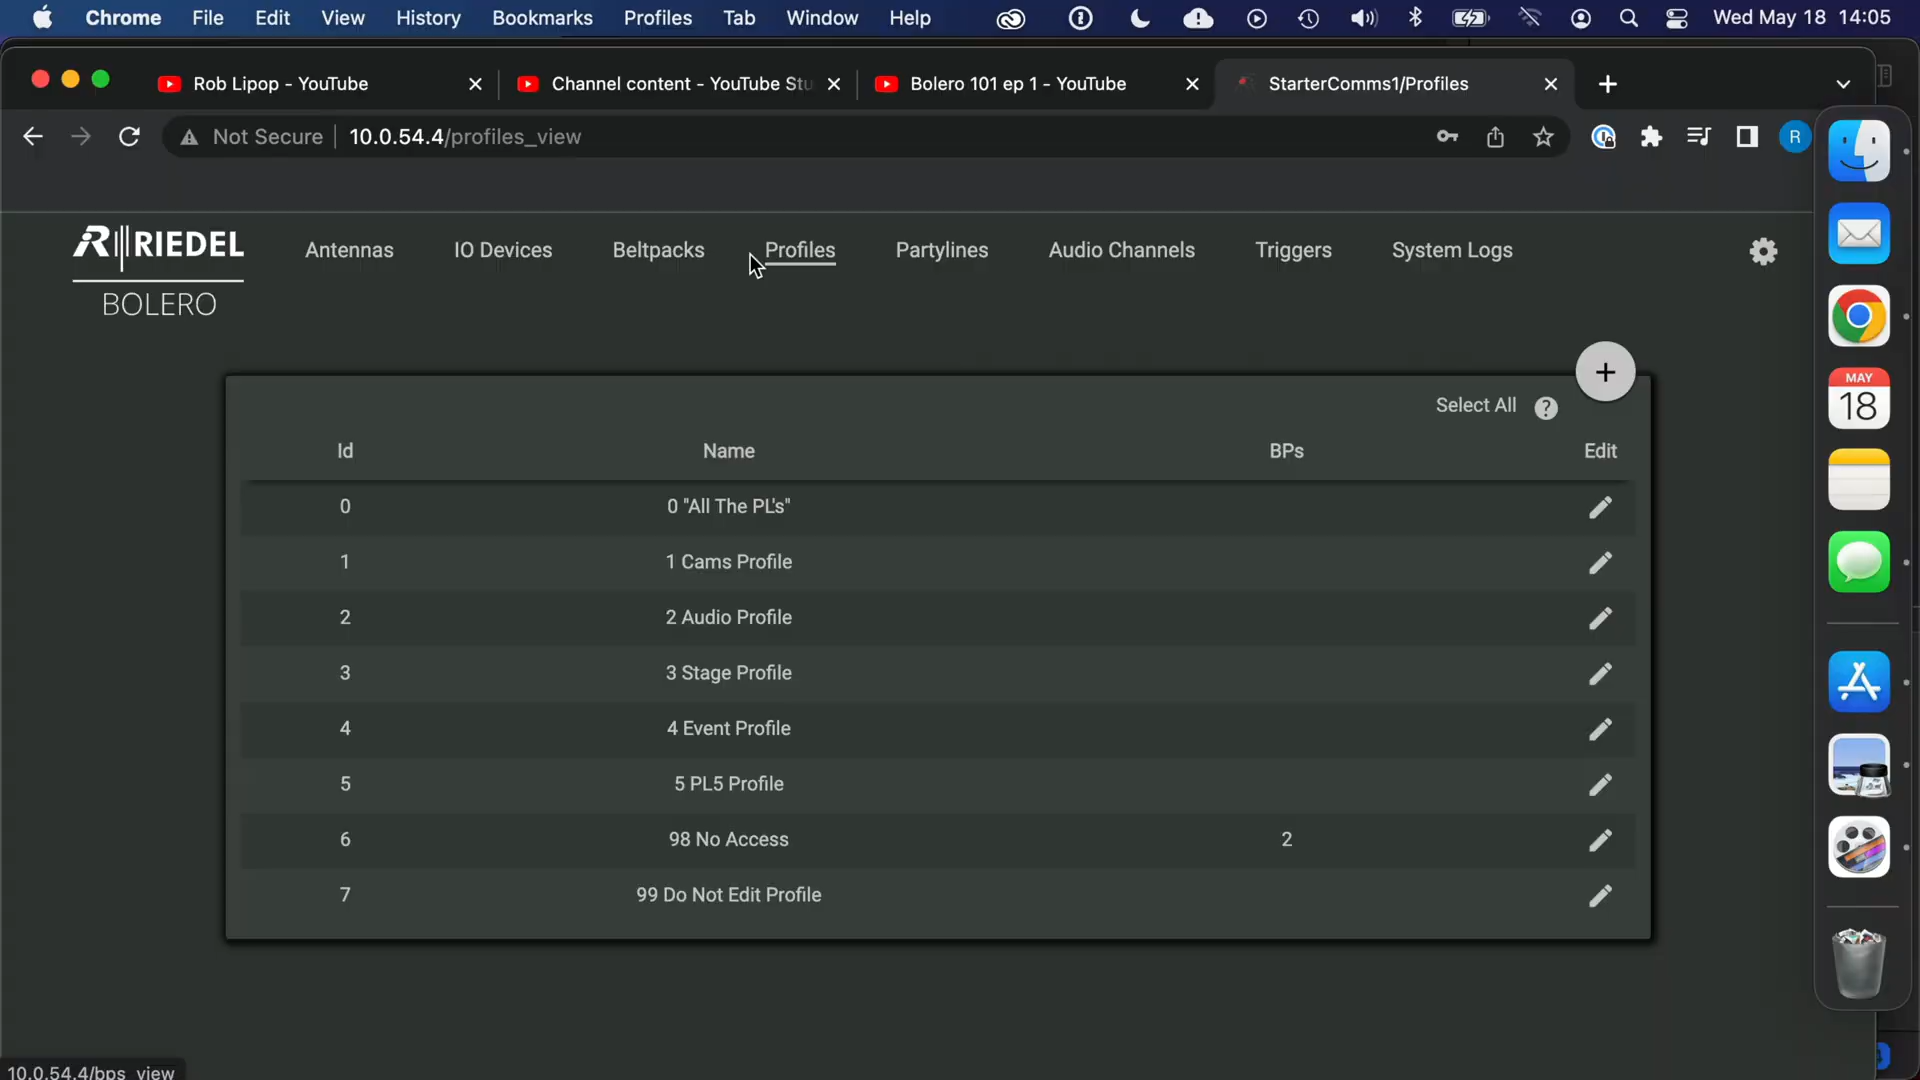 Chrome File Edit View History Bookmarks Profiles Tab Window Help Wed May 18 14:05
Rob Lipop - YouTube Channel content - YouTube Stu Bolero 101 ep 1 - YouTube StarterComms1/Profiles
Not Secure 10.0.54.4/profiles_view R
RIEDEL
BOLERO
Antennas IO Devices Beltpacks Profiles Partylines Audio Channels Triggers System Logs
MAY
18
+
Select All ?
Id Name BPs Edit
0 0 "All The PL's"
1 1 Cams Profile
2 2 Audio Profile
3 3 Stage Profile
4 4 Event Profile
5 5 PL5 Profile
6 98 No Access 2
7 99 Do Not Edit Profile
10.0.54.4/bps_view